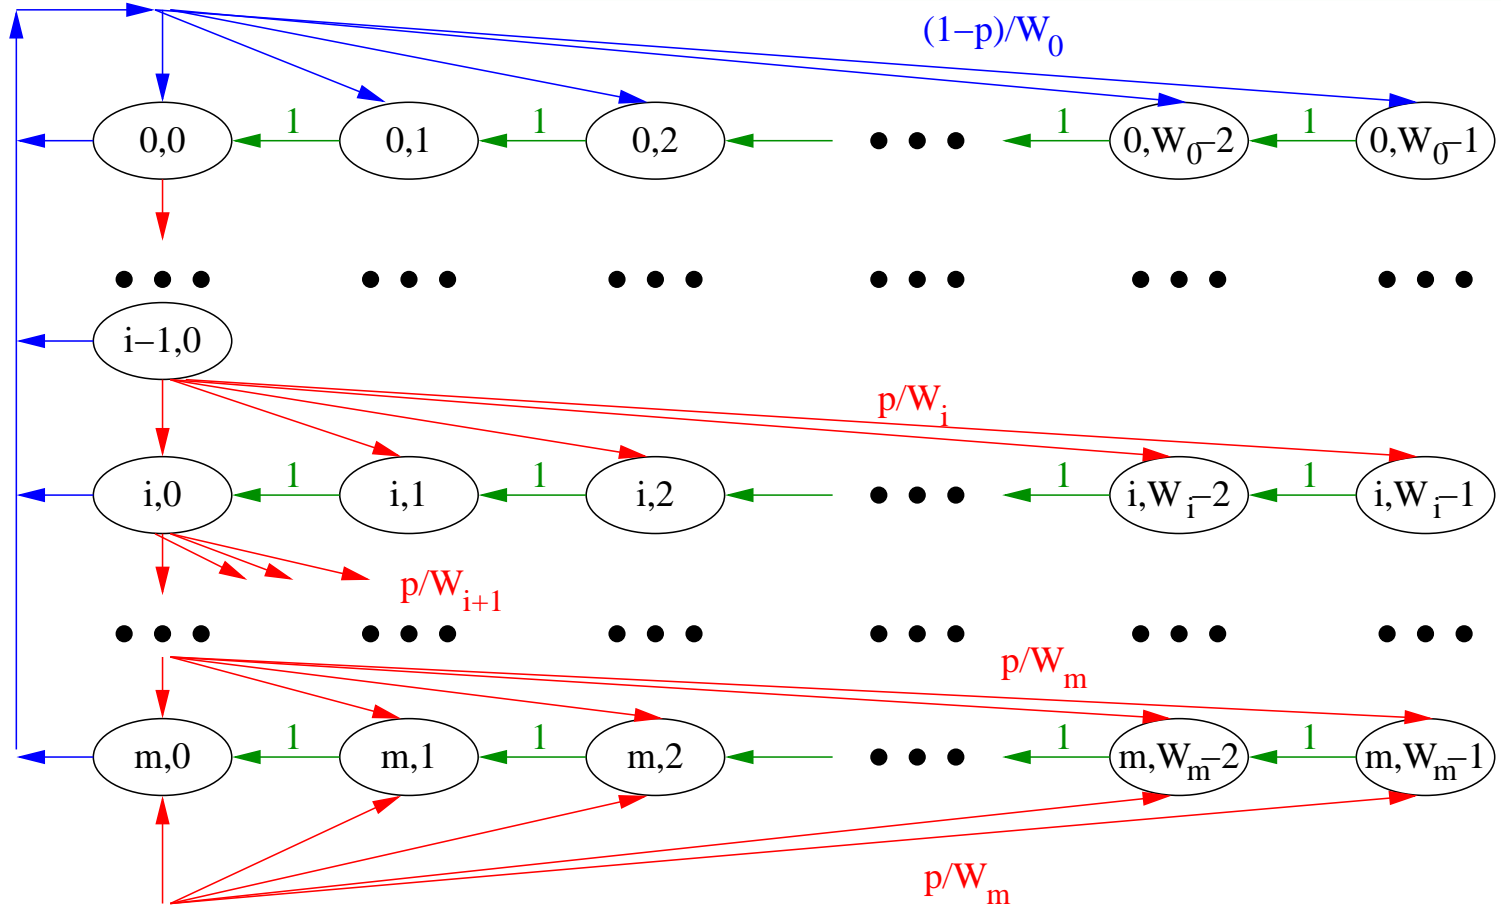 (1−p)/W₀
1 1 1 1
0,0 0,1 0,2 0,W₀−2 0,W₀−1
i−1,0
p/Wᵢ
1 1 1 1
i,0 i,1 i,2 i,Wᵢ−2 i,Wᵢ−1
p/Wᵢ₊₁
p/Wₘ
1 1 1 1
m,0 m,1 m,2 m,Wₘ−2 m,Wₘ−1
p/Wₘ